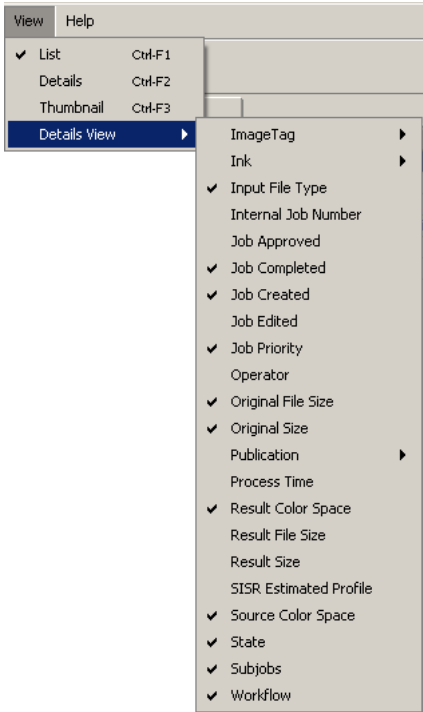 View Help
List Ctrl-F1
Details Ctrl-F2
Thumbnail Ctrl-F3
Details View
ImageTag
Ink
Input File Type
Internal Job Number
Job Approved
Job Completed
Job Created
Job Edited
Job Priority
Operator
Original File Size
Original Size
Publication
Process Time
Result Color Space
Result File Size
Result Size
SISR Estimated Profile
Source Color Space
State
Subjobs
Workflow